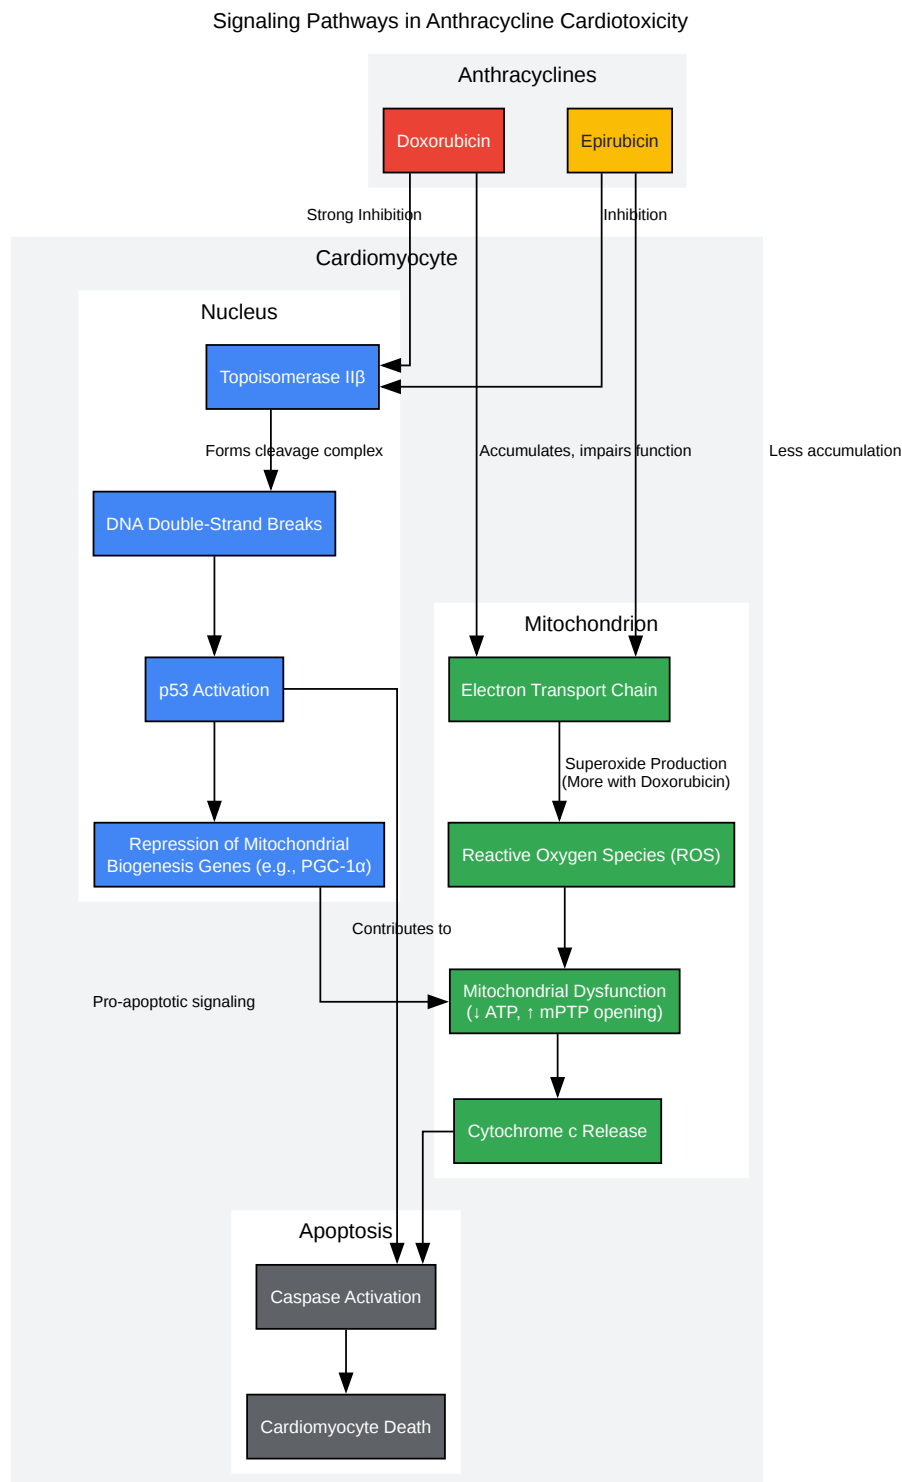 Signaling Pathways in Anthracycline Cardiotoxicity
Anthracyclines
Doxorubicin
Epirubicin
Strong Inhibition
Inhibition
Cardiomyocyte
Nucleus
Topoisomerase IIβ
Forms cleavage complex
Accumulates, impairs function
Less accumulation
DNA Double-Strand Breaks
Mitochondrion
p53 Activation
Electron Transport Chain
Superoxide Production
(More with Doxorubicin)
Repression of Mitochondrial
Biogenesis Genes (e.g., PGC-1α)
Reactive Oxygen Species (ROS)
Contributes to
Pro-apoptotic signaling
Mitochondrial Dysfunction
(↓ ATP, ↑ mPTP opening)
Cytochrome c Release
Apoptosis
Caspase Activation
Cardiomyocyte Death